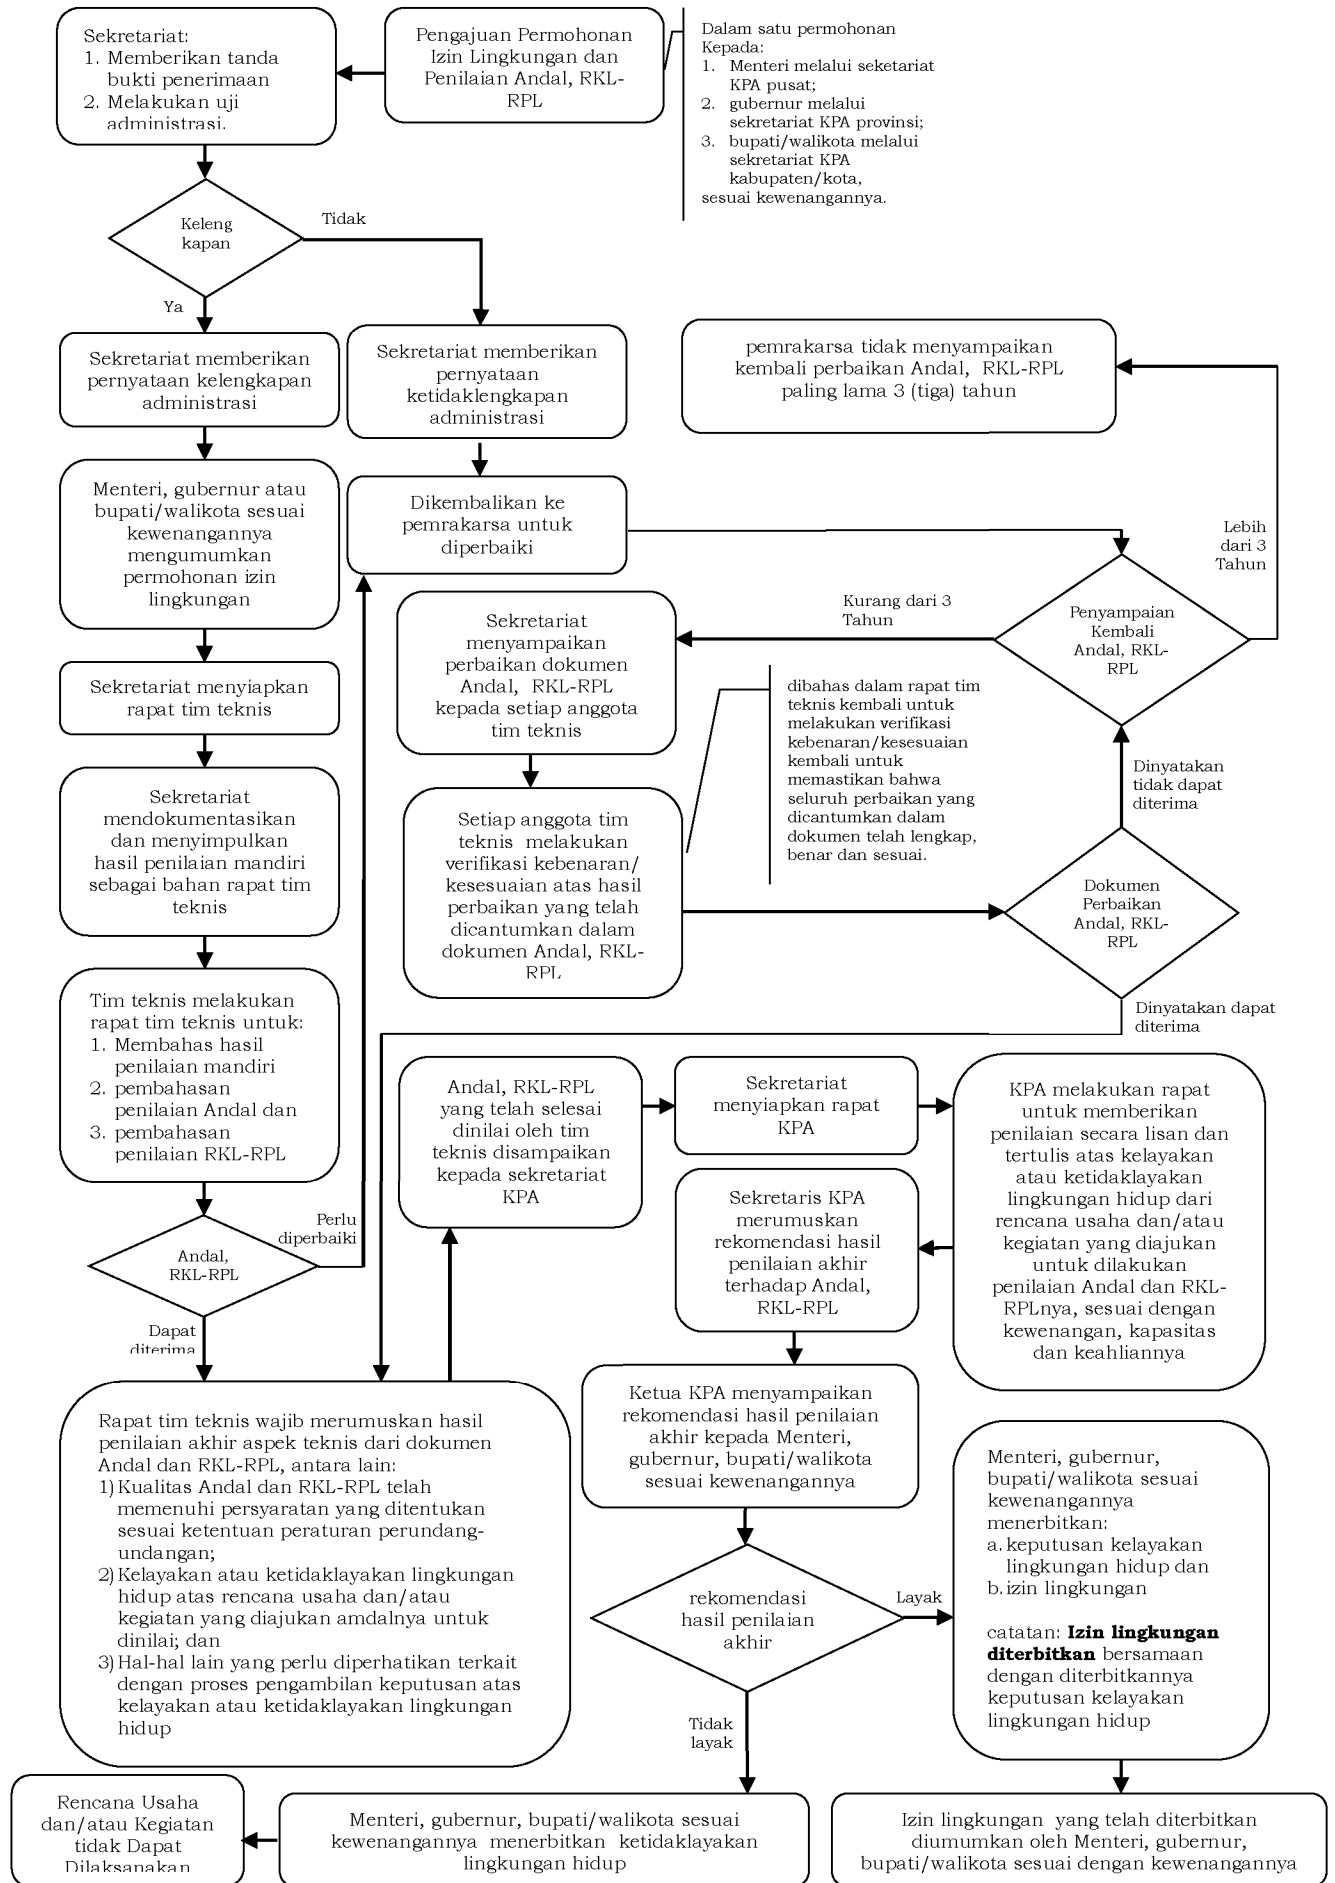 Sekretariat:
1. Memberikan tanda
bukti penerimaan
2. Melakukan uji
administrasi.
Pengajuan Permohonan
Izin Lingkungan dan
Penilaian Andal, RKL-
RPL
Dalam satu permohonan
Kepada:
1. Menteri melalui seketariat
KPA pusat;
2. gubernur melalui
sekretariat KPA provinsi;
3. bupati/walikota melalui
sekretariat KPA
kabupaten/kota,
sesuai kewenangannya.
Keleng
kapan
Tidak
Ya
Sekretariat memberikan
pernyataan kelengkapan
administrasi
Sekretariat memberikan
pernyataan
ketidaklengkapan
administrasi
pemrakarsa tidak menyampaikan
kembali perbaikan Andal, RKL-RPL
paling lama 3 (tiga) tahun
Menteri, gubernur atau
bupati/walikota sesuai
kewenangannya
mengumumkan
permohonan izin
lingkungan
Dikembalikan ke
pemrakarsa untuk
diperbaiki
Lebih
dari 3
Tahun
Kurang dari 3
Tahun
Penyampaian
Kembali
Andal, RKL-
RPL
Sekretariat
menyampaikan
perbaikan dokumen
Andal, RKL-RPL
kepada setiap anggota
tim teknis
Sekretariat menyiapkan
rapat tim teknis
dibahas dalam rapat tim
teknis kembali untuk
melakukan verifikasi
kebenaran/kesesuaian
kembali untuk
memastikan bahwa
seluruh perbaikan yang
dicantumkan dalam
dokumen telah lengkap,
benar dan sesuai.
Dinyatakan
tidak dapat
diterima
Sekretariat
mendokumentasikan
dan menyimpulkan
hasil penilaian mandiri
sebagai bahan rapat tim
teknis
Setiap anggota tim
teknis melakukan
verifikasi kebenaran/
kesesuaian atas hasil
perbaikan yang telah
dicantumkan dalam
dokumen Andal, RKL-
RPL
Dokumen
Perbaikan
Andal, RKL-
RPL
Dinyatakan dapat
diterima
Tim teknis melakukan
rapat tim teknis untuk:
1. Membahas hasil
penilaian mandiri
2. pembahasan
penilaian Andal dan
3. pembahasan
penilaian RKL-RPL
Andal, RKL-RPL
yang telah selesai
dinilai oleh tim
teknis disampaikan
kepada sekretariat
KPA
Sekretariat
menyiapkan rapat
KPA
KPA melakukan rapat
untuk memberikan
penilaian secara lisan dan
tertulis atas kelayakan
atau ketidaklayakan
lingkungan hidup dari
rencana usaha dan/atau
kegiatan yang diajukan
untuk dilakukan
penilaian Andal dan RKL-
RPLnya, sesuai dengan
kewenangan, kapasitas
dan keahliannya
Sekretaris KPA
merumuskan
rekomendasi hasil
penilaian akhir
terhadap Andal,
RKL-RPL
Perlu
diperbaiki
Andal,
RKL-RPL
Dapat
diterima
Ketua KPA menyampaikan
rekomendasi hasil penilaian
akhir kepada Menteri,
gubernur, bupati/walikota
sesuai kewenangannya
Rapat tim teknis wajib merumuskan hasil
penilaian akhir aspek teknis dari dokumen
Andal dan RKL-RPL, antara lain:
1) Kualitas Andal dan RKL-RPL telah
memenuhi persyaratan yang ditentukan
sesuai ketentuan peraturan perundang-
undangan;
2) Kelayakan atau ketidaklayakan lingkungan
hidup atas rencana usaha dan/atau
kegiatan yang diajukan amdalnya untuk
dinilai; dan
3) Hal-hal lain yang perlu diperhatikan terkait
dengan proses pengambilan keputusan atas
kelayakan atau ketidaklayakan lingkungan
hidup
rekomendasi
hasil penilaian
akhir
Layak
Menteri, gubernur,
bupati/walikota sesuai
kewenangannya
menerbitkan:
a. keputusan kelayakan
lingkungan hidup dan
b. izin lingkungan
catatan: Izin lingkungan
diterbitkan bersamaan
dengan diterbitkannya
keputusan kelayakan
lingkungan hidup
Tidak
layak
Rencana Usaha
dan/atau Kegiatan
tidak Dapat
Dilaksanakan
Menteri, gubernur, bupati/walikota sesuai
kewenangannya menerbitkan ketidaklayakan
lingkungan hidup
Izin lingkungan yang telah diterbitkan
diumumkan oleh Menteri, gubernur,
bupati/walikota sesuai dengan kewenangannya